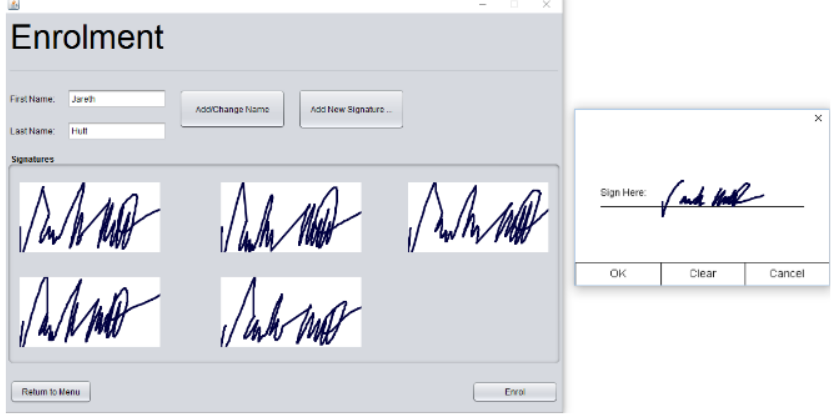 Enrolment
First Name: Jareth
Add/Change Name
Add New Signature...
Last Name: Huff
Signatures
Sign Here:
OK Clear Cancel
Return to Menu
Enrol